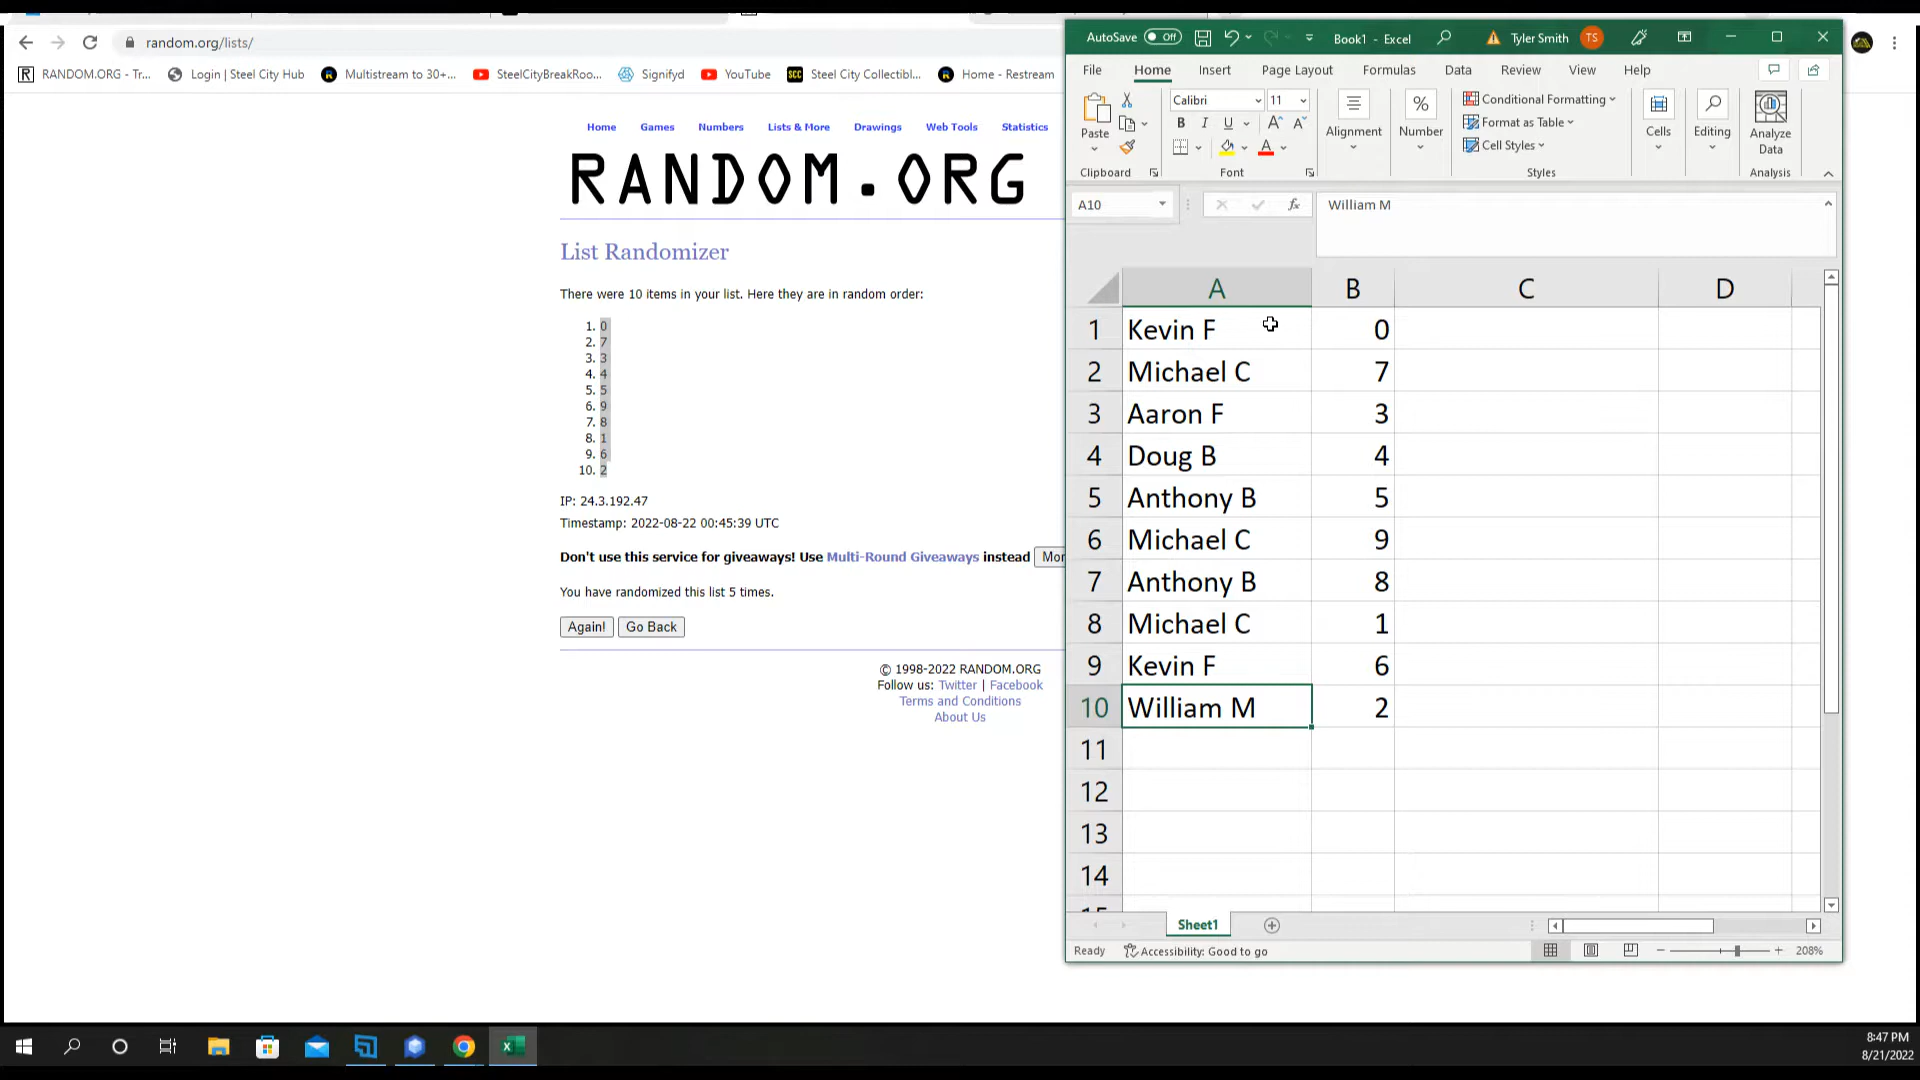 random.org/lists/
RANDOM.ORG - Tr...
Login | Steel City Hub
Multistream to 30+...
SteelCityBreakRoo...
Signifyd
YouTube
Steel City Collectibl...
Home - Restream
Home
Games
Numbers
Lists & More
Drawings
Web Tools
Statistics
RANDOM.ORG
List Randomizer
There were 10 items in your list. Here they are in random order:
1. 0
2. 7
3. 3
4. 4
5. 5
6. 9
7. 8
8. 1
9. 6
10. 2
IP: 24.3.192.47
Timestamp: 2022-08-22 00:45:39 UTC
Don't use this service for giveaways! Use Multi-Round Giveaways instead
You have randomized this list 5 times.
Again!
Go Back
© 1998-2022 RANDOM.ORG
Follow us: Twitter | Facebook
Terms and Conditions
About Us
AutoSave Off
Book1 - Excel
Tyler Smith TS
File
Home
Insert
Page Layout
Formulas
Data
Review
View
Help
Paste
Clipboard
Calibri
11
B I U
A A
A
Font
Alignment
%
Number
Conditional Formatting
Format as Table
Cell Styles
Styles
Cells
Editing
Analyze
Data
Analysis
A10
fx
William M
A B C D
1 Kevin F 0
2 Michael C 7
3 Aaron F 3
4 Doug B 4
5 Anthony B 5
6 Michael C 9
7 Anthony B 8
8 Michael C 1
9 Kevin F 6
10 William M 2
11
12
13
14
Sheet1
Ready
Accessibility: Good to go
208%
8:47 PM
8/21/2022